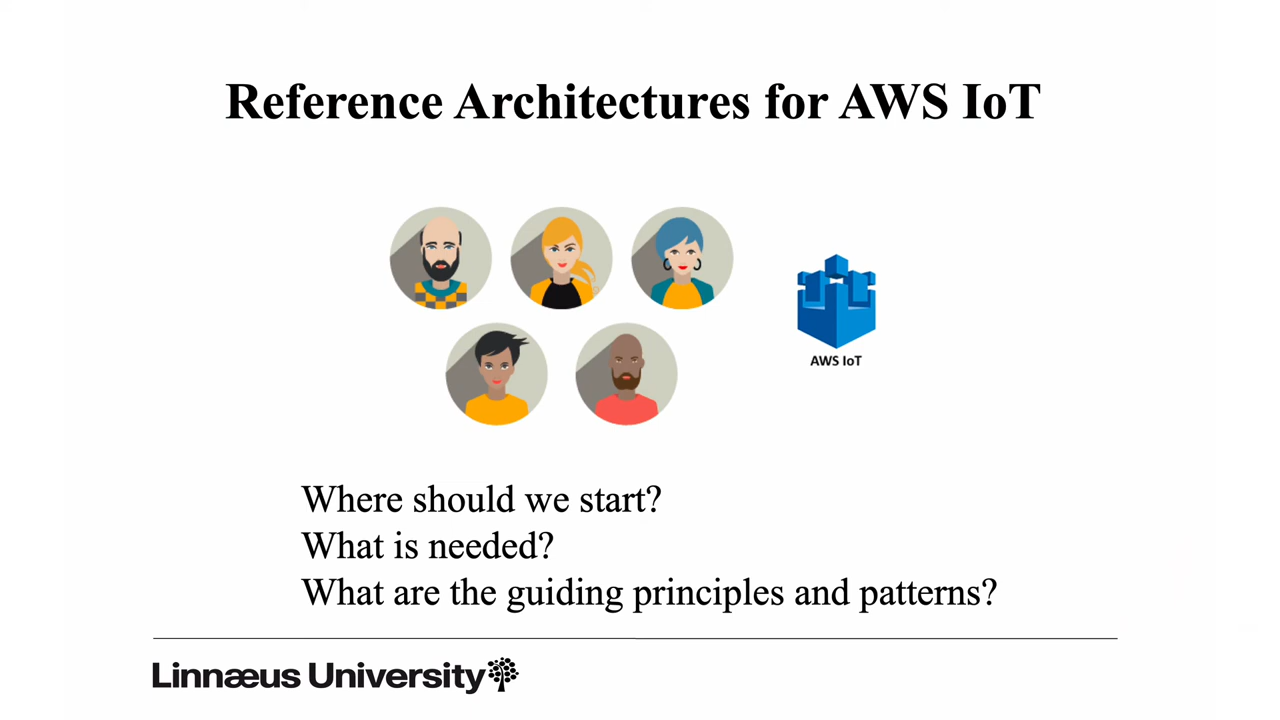 Reference Architectures for AWS IoT
AWS IoT
Where should we start?
What is needed?
What are the guiding principles and patterns?
Linnæus University